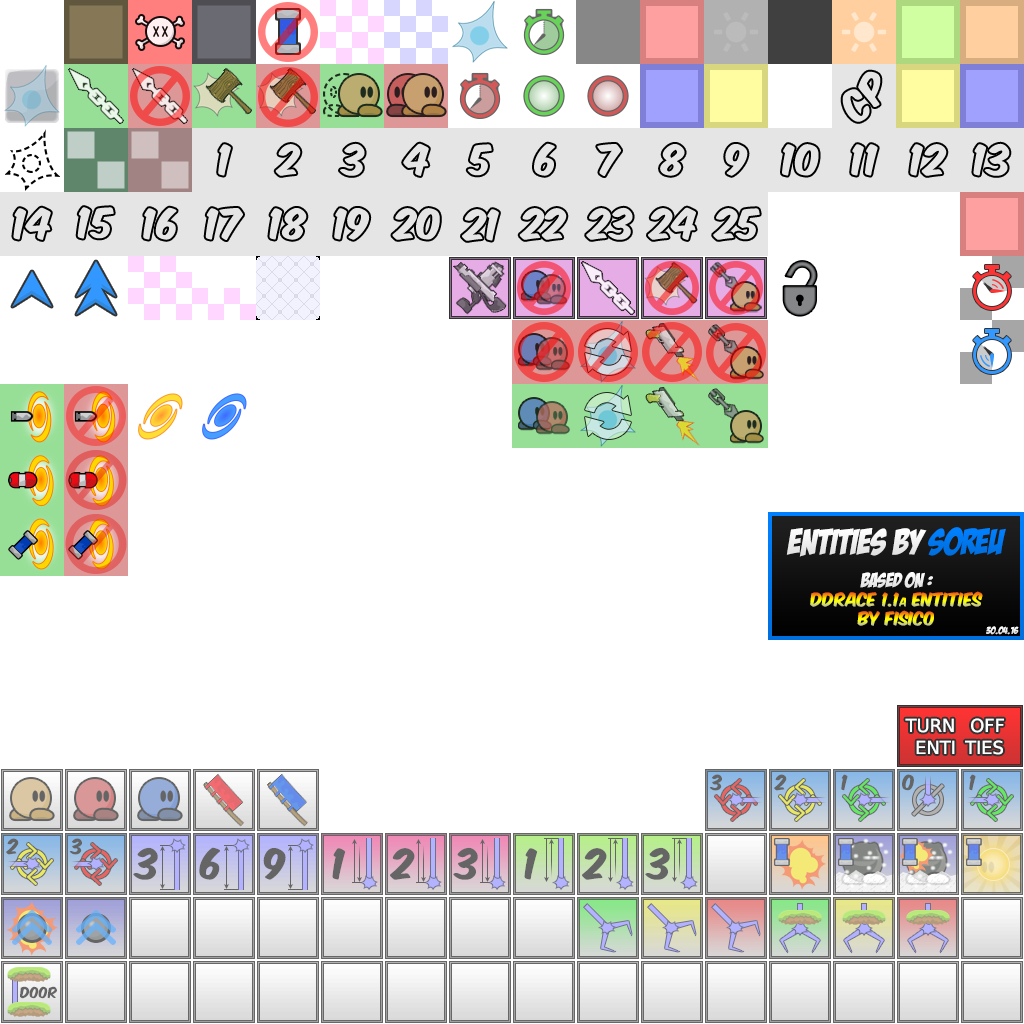 CP
1 2 3 4 5 6 7 8 9 10 11 12 13
14 15 16 17 18 19 20 21 22 23 24 25
ENTITIES BY SOREU
BASED ON :
DDRACE 1.1A ENTITIES
BY FISICO
30.04.16
TURN OFF
ENTI TIES
3 2 1 0 1
2 3 3 6 9 1 2 3 1 2 3
DOOR